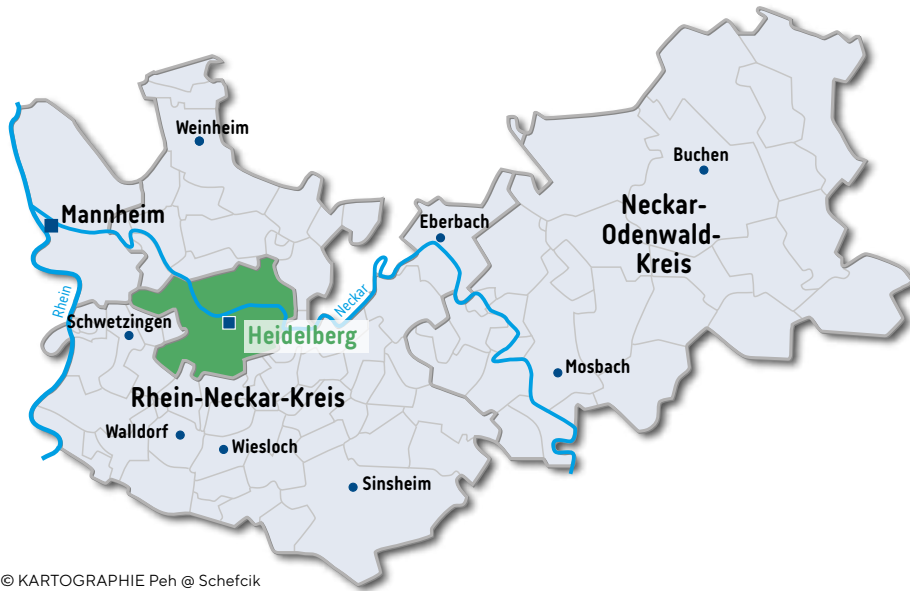 Weinheim
Buchen
Mannheim
Neckar-
Odenwald-
Kreis
Eberbach
Rhein
Neckar
Schwetzingen
Heidelberg
Mosbach
Rhein-Neckar-Kreis
Walldorf
Wiesloch
Sinsheim
© KARTOGRAPHIE Peh @ Schefcik